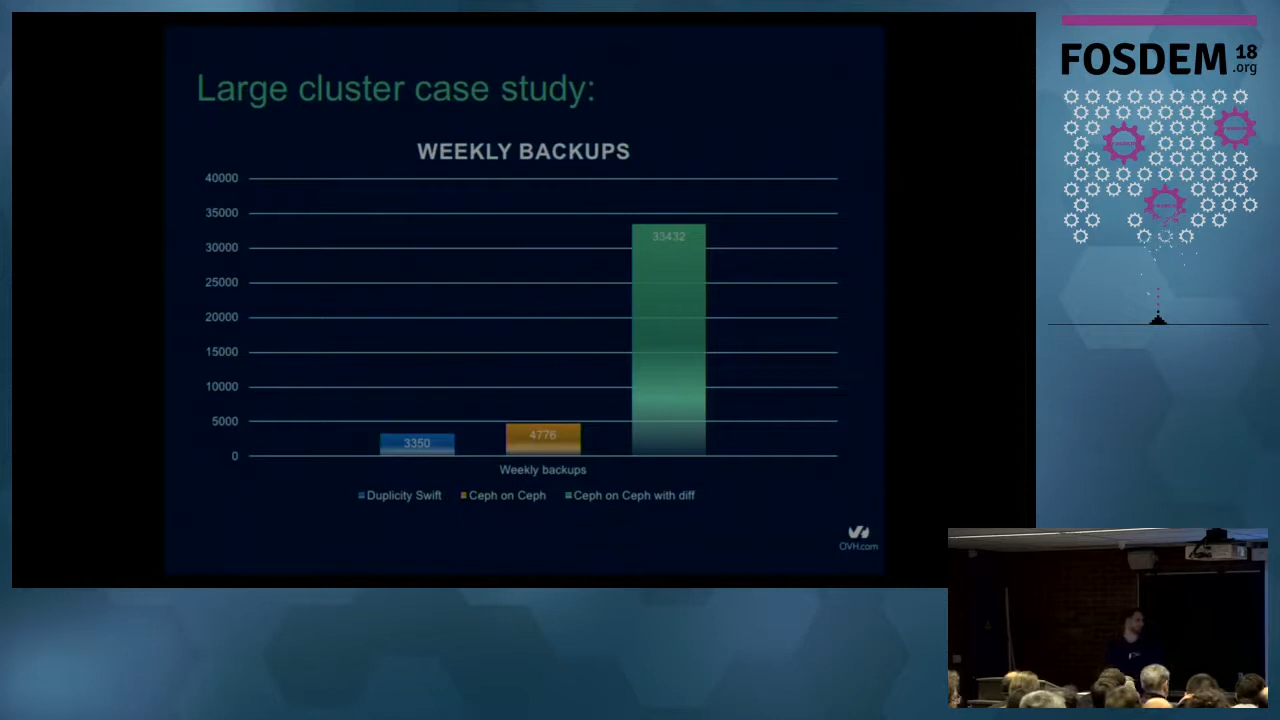 Large cluster case study:
WEEKLY BACKUPS
40000
35000
30000
25000
20000
15000
10000
5000
0
33432
4776
3350
Weekly backups
Duplicity Swift
Ceph on Ceph
Ceph on Ceph with diff
OVH.com
FOSDEM 18
.org